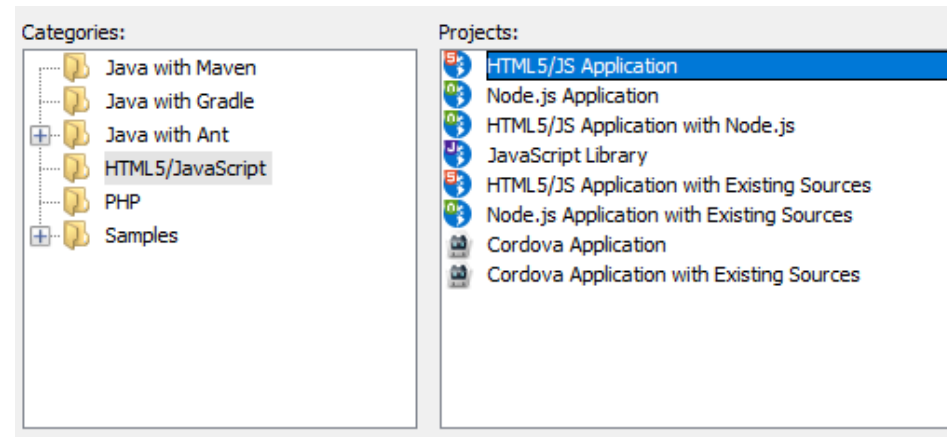 Categories:
Java with Maven
Java with Gradle
Java with Ant
HTML5/JavaScript
PHP
Samples
Projects:
HTML5/JS Application
Node.js Application
HTML5/JS Application with Node.js
JavaScript Library
HTML5/JS Application with Existing Sources
Node.js Application with Existing Sources
Cordova Application
Cordova Application with Existing Sources